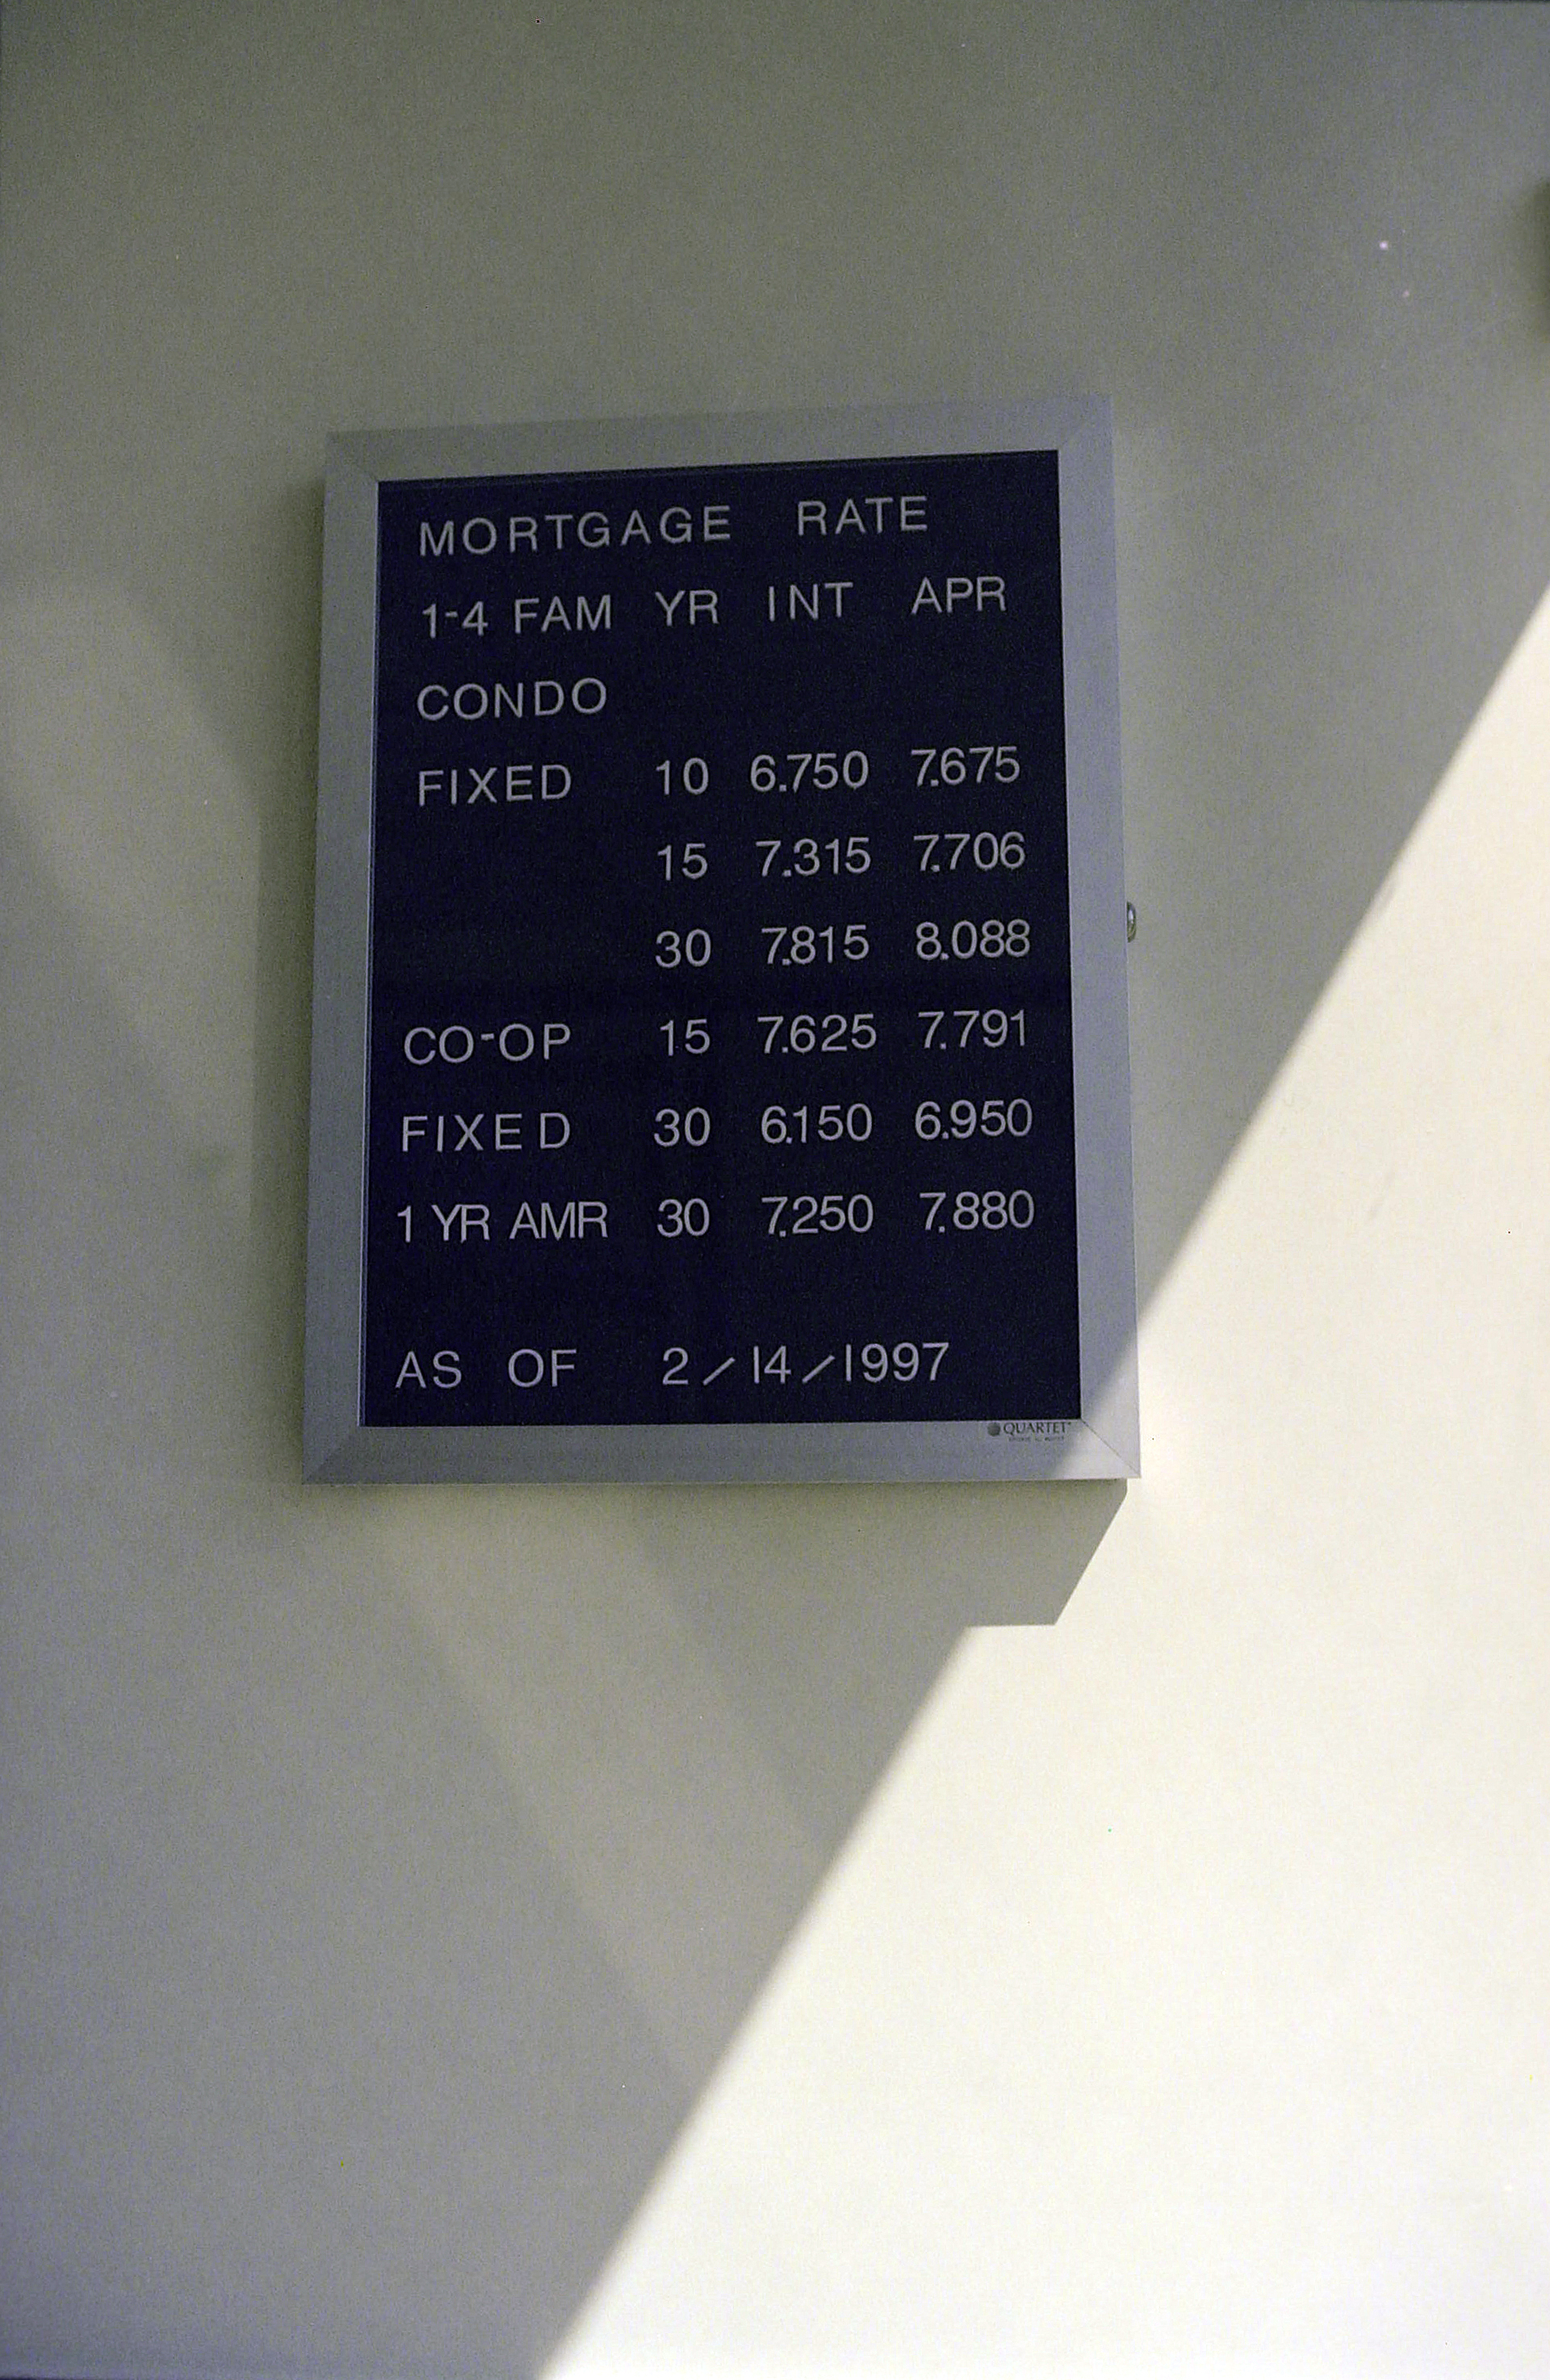 MORTGAGE RATE
1-4 FAM YR INT APR
CONDO
FIXED 10 6.750 7.675
15 7.315 7.706
30 7.815 8.088
CO-OP 15 7.625 7.791
FIXED 30 6.150 6.950
1 YR AMR 30 7.250 7.880
AS OF 2/14/1997
QUARTET